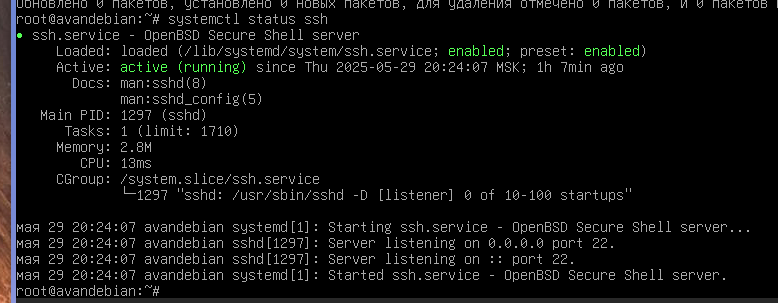 Обновлено 0 пакетов, установлено 0 новых пакетов, для удаления отмечено 0 пакетов, и 0 пакетов
root@avandebian:~# systemctl status ssh
● ssh.service - OpenBSD Secure Shell server
Loaded: loaded (/lib/systemd/system/ssh.service; enabled; preset: enabled)
Active: active (running) since Thu 2025-05-29 20:24:07 MSK; 1h 7min ago
Docs: man:sshd(8)
man:sshd_config(5)
Main PID: 1297 (sshd)
Tasks: 1 (limit: 1710)
Memory: 2.8M
CPU: 13ms
CGroup: /system.slice/ssh.service
└─1297 "sshd: /usr/sbin/sshd -D [listener] 0 of 10-100 startups"
мая 29 20:24:07 avandebian systemd[1]: Starting ssh.service - OpenBSD Secure Shell server...
мая 29 20:24:07 avandebian sshd[1297]: Server listening on 0.0.0.0 port 22.
мая 29 20:24:07 avandebian sshd[1297]: Server listening on :: port 22.
мая 29 20:24:07 avandebian systemd[1]: Started ssh.service - OpenBSD Secure Shell server.
root@avandebian:~#